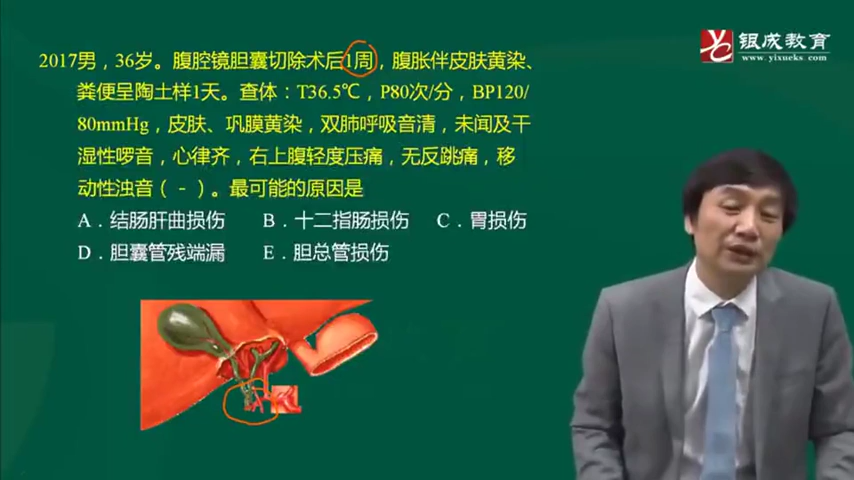 银成教育
www.yixueks.com
2017男，36岁。腹腔镜胆囊切除术后1周，腹胀伴皮肤黄染、
粪便呈陶土样1天。查体：T36.5℃，P80次/分，BP120/
80mmHg，皮肤、巩膜黄染，双肺呼吸音清，未闻及干
湿性啰音，心律齐，右上腹轻度压痛，无反跳痛，移
动性浊音（－）。最可能的原因是
A．结肠肝曲损伤 B．十二指肠损伤 C．胃损伤
D．胆囊管残端漏 E．胆总管损伤